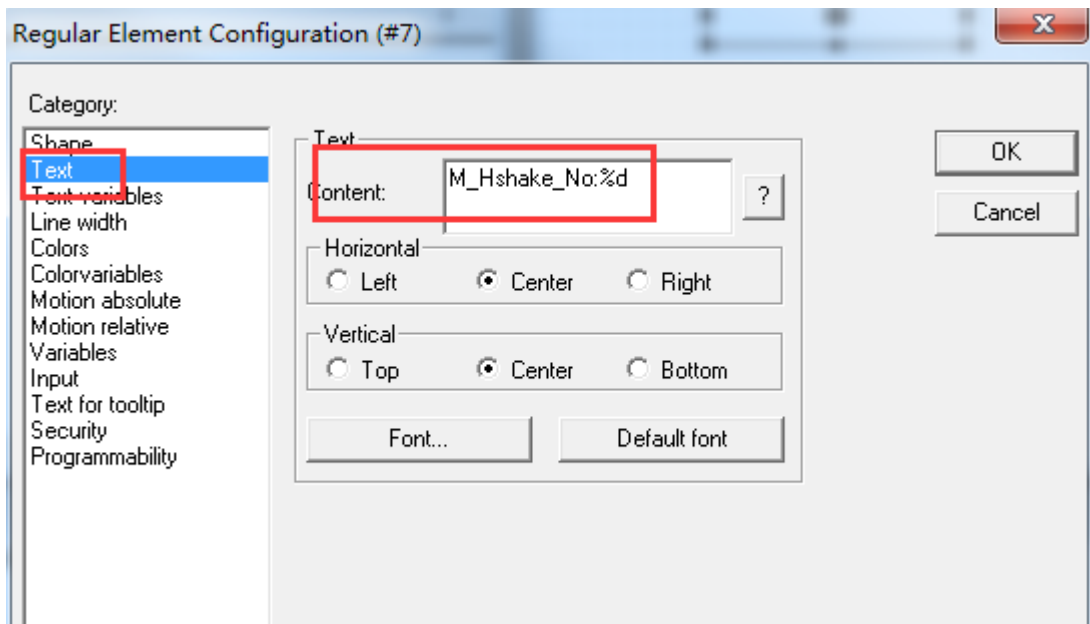 Regular Element Configuration (#7)
Category:
Shape
Text
Text variables
Line width
Colors
Colorvariables
Motion absolute
Motion relative
Variables
Input
Text for tooltip
Security
Programmability
Text
Content:
M_Hshake_No:%d
?
Horizontal
Left Center Right
Vertical
Top Center Bottom
Font... Default font
OK
Cancel